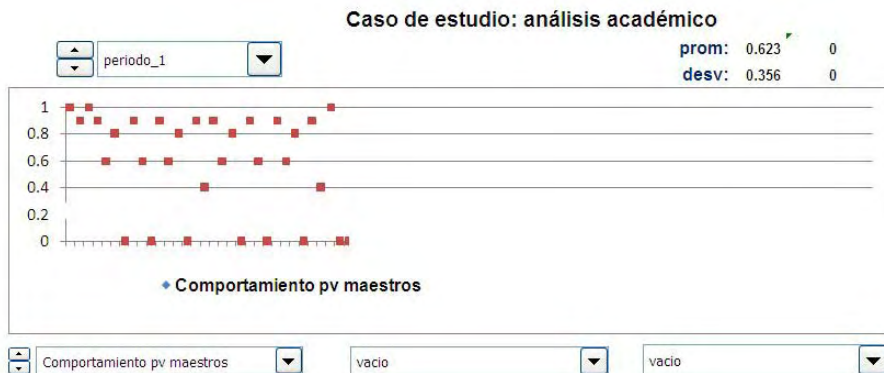 Caso de estudio: análisis académico
periodo_1
prom: 0.623 0
desv: 0.356 0
1
0.8
0.6
0.4
0.2
0
Comportamiento pv maestros
Comportamiento pv maestros vacio vacio